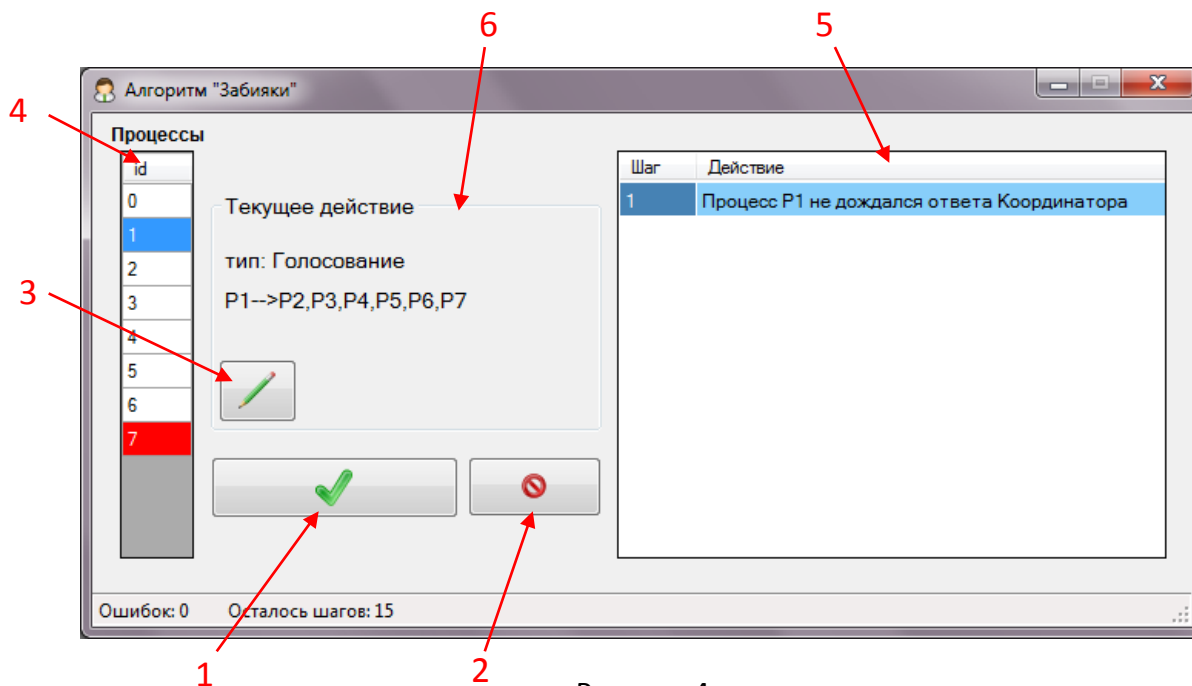 6
5
Алгоритм "Забияки"
4
Процессы
id
0
1
2
3
4
5
6
7
Текущее действие
тип: Голосование
P1-->P2,P3,P4,P5,P6,P7
3
Шаг Действие
1 Процесс P1 не дождался ответа Координатора
Ошибок: 0 Осталось шагов: 15
1
2